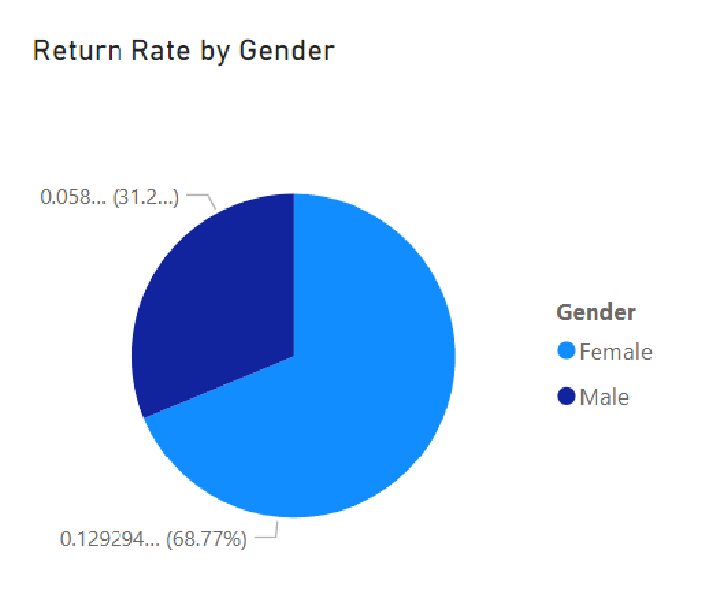 Return Rate by Gender
0.058... (31.2...)
Gender
Female
Male
0.129294... (68.77%)